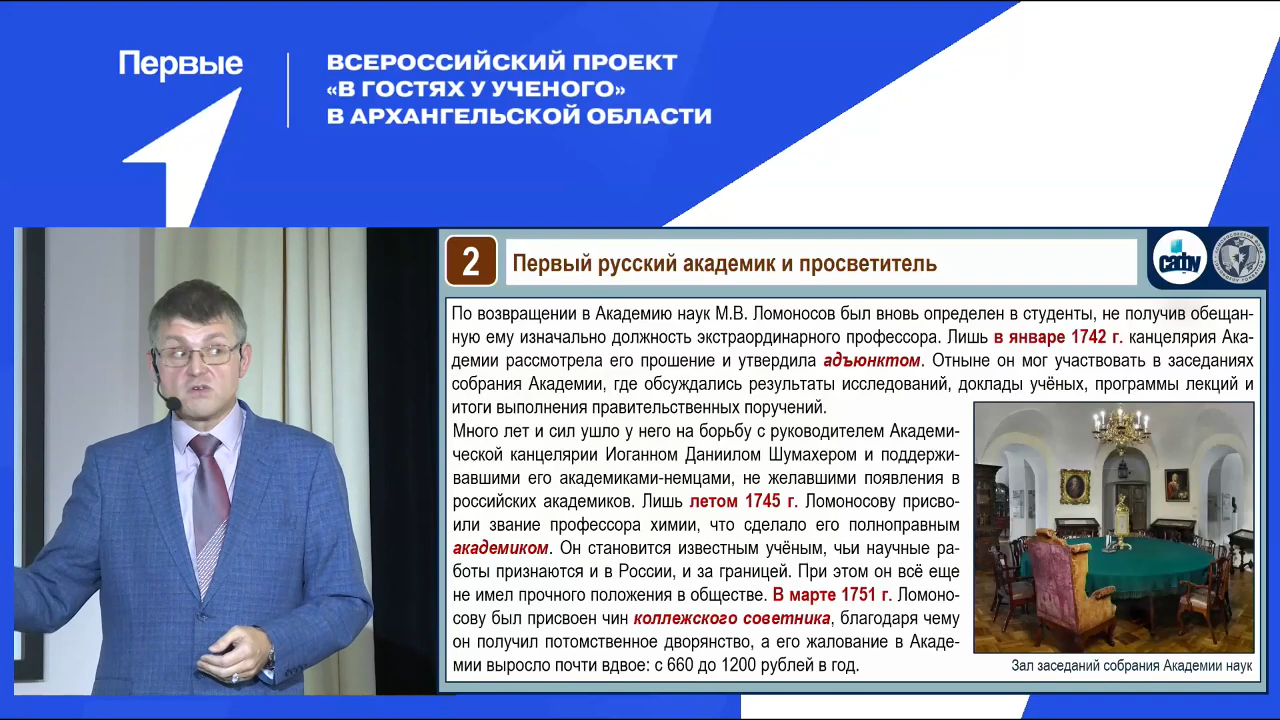 Первые
ВСЕРОССИЙСКИЙ ПРОЕКТ
«В ГОСТЯХ У УЧЕНОГО»
В АРХАНГЕЛЬСКОЙ ОБЛАСТИ
2
Первый русский академик и просветитель
сафу
По возвращении в Академию наук М.В. Ломоносов был вновь определен в студенты, не получив обещан-
ную ему изначально должность экстраординарного профессора. Лишь в январе 1742 г. канцелярия Ака-
демии рассмотрела его прошение и утвердила адъюнктом. Отныне он мог участвовать в заседаниях
собрания Академии, где обсуждались результаты исследований, доклады учёных, программы лекций и
итоги выполнения правительственных поручений.
Много лет и сил ушло у него на борьбу с руководителем Академи-
ческой канцелярии Иоганном Даниилом Шумахером и поддержи-
вавшими его академиками-немцами, не желавшими появления в
российских академиков. Лишь летом 1745 г. Ломоносову присво-
или звание профессора химии, что сделало его полноправным
академиком. Он становится известным учёным, чьи научные ра-
боты признаются и в России, и за границей. При этом он всё еще
не имел прочного положения в обществе. В марте 1751 г. Ломоно-
сову был присвоен чин коллежского советника, благодаря чему
он получил потомственное дворянство, а его жалование в Акаде-
мии выросло почти вдвое: с 660 до 1200 рублей в год.
Зал заседаний собрания Академии наук